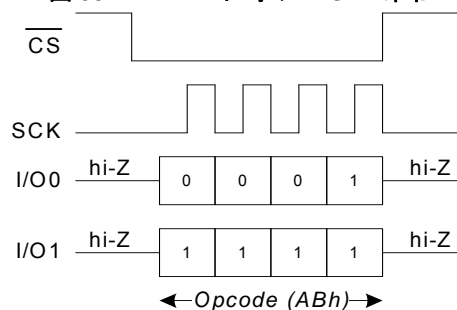 CS
SCK
I/O0 hi-Z 0 0 0 1 hi-Z
I/O1 hi-Z 1 1 1 1 hi-Z
Opcode (ABh)